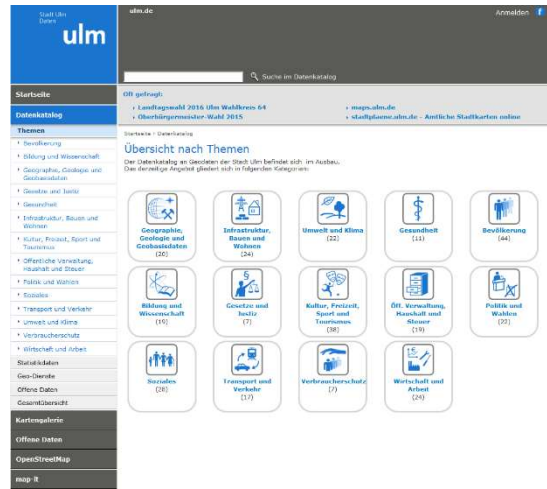 Stadt Ulm
Daten
ulm
ulm.de
Anmelden
f
Suche im Datenkatalog
Startseite
Oft gefragt:
Landtagswahl 2016 Ulm Wahlkreis 64
Oberbürgermeister-Wahl 2015
maps.ulm.de
stadtplaene.ulm.de - Amtliche Stadtkarten online
Datenkatalog
Themen
Bevölkerung
Bildung und Wissenschaft
Geographie, Geologie und
Geobasisdaten
Gesetze und Justiz
Gesundheit
Infrastruktur, Bauen und
Wohnen
Kultur, Freizeit, Sport und
Tourismus
Öffentliche Verwaltung,
Haushalt und Steuer
Politik und Wahlen
Soziales
Transport und Verkehr
Umwelt und Klima
Verbraucherschutz
Wirtschaft und Arbeit
Statistikdaten
Geo-Dienste
Offene Daten
Gesamtübersicht
Kartengalerie
Offene Daten
OpenStreetMap
map-it
Startseite > Datenkatalog
Übersicht nach Themen
Der Datenkatalog an Geodaten der Stadt Ulm befindet sich im Ausbau.
Das derzeitige Angebot gliedert sich in folgenden Kategorien:
Geographie,
Geologie und
Geobasisdaten
(20)
Infrastruktur,
Bauen und
Wohnen
(24)
Umwelt und Klima
(22)
Gesundheit
(11)
Bevölkerung
(44)
Bildung und
Wissenschaft
(19)
Gesetze und
Justiz
(7)
Kultur, Freizeit,
Sport und
Tourismus
(38)
Öff. Verwaltung,
Haushalt und
Steuer
(19)
Politik und
Wahlen
(22)
Soziales
(28)
Transport und
Verkehr
(17)
Verbraucherschutz
(7)
Wirtschaft und
Arbeit
(24)